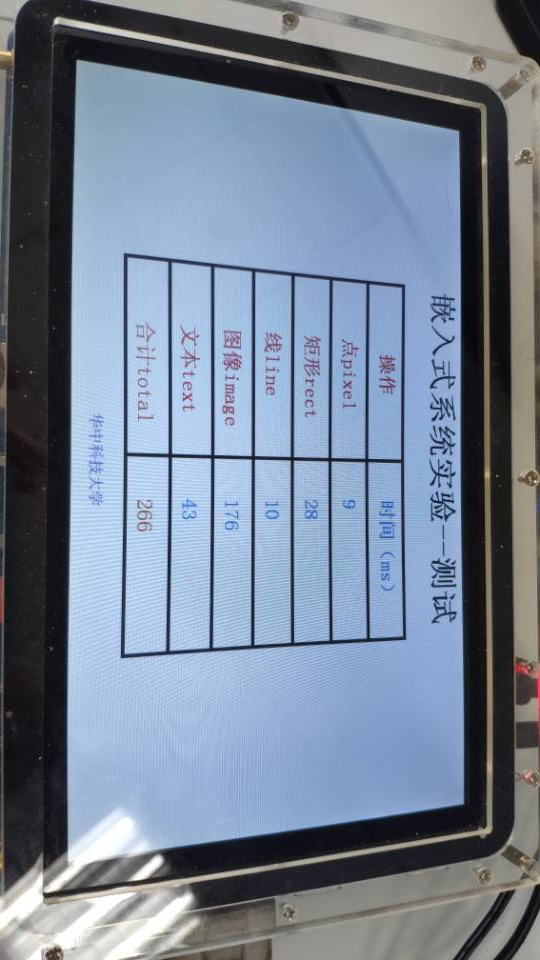 嵌入式系统实验--测试
操作 时间(ms)
点pixel 9
矩形rect 28
线line 10
图像image 176
文本text 43
合计total 266
华中科技大学